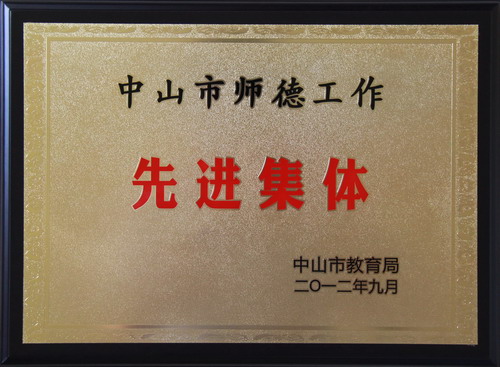 中山市师德工作
先进集体
中山市教育局
二〇一二年九月